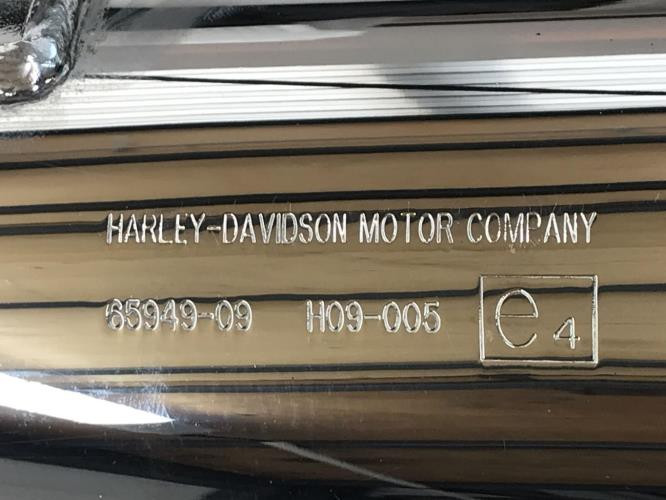 HARLEY-DAVIDSON MOTOR COMPANY
65949-09 H09-005 e4